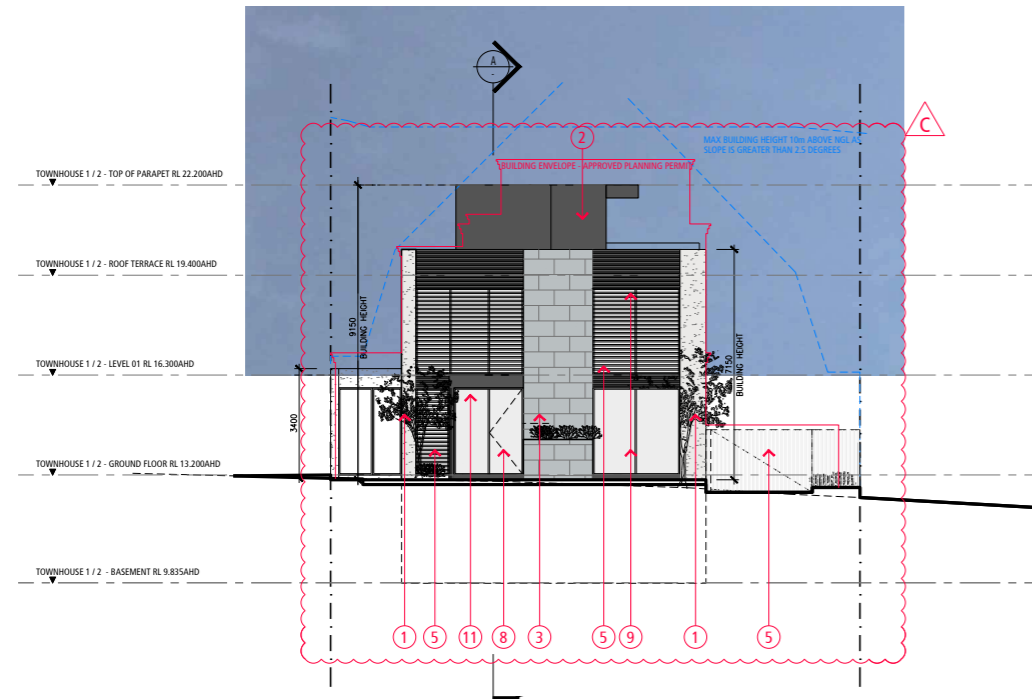 A
-
C
2
MAX BUILDING HEIGHT 10m ABOVE NGL AS
SLOPE IS GREATER THAN 2.5 DEGREES
BUILDING ENVELOPE - APPROVED PLANNING PERMIT
TOWNHOUSE 1 / 2 - TOP OF PARAPET RL 22.200AHD
TOWNHOUSE 1 / 2 - ROOF TERRACE RL 19.400AHD
9150
BUILDING HEIGHT
7150
BUILDING HEIGHT
TOWNHOUSE 1 / 2 - LEVEL 01 RL 16.300AHD
3400
TOWNHOUSE 1 / 2 - GROUND FLOOR RL 13.200AHD
TOWNHOUSE 1 / 2 - BASEMENT RL 9.835AHD
1 5 11 8 3 5 9 1 5